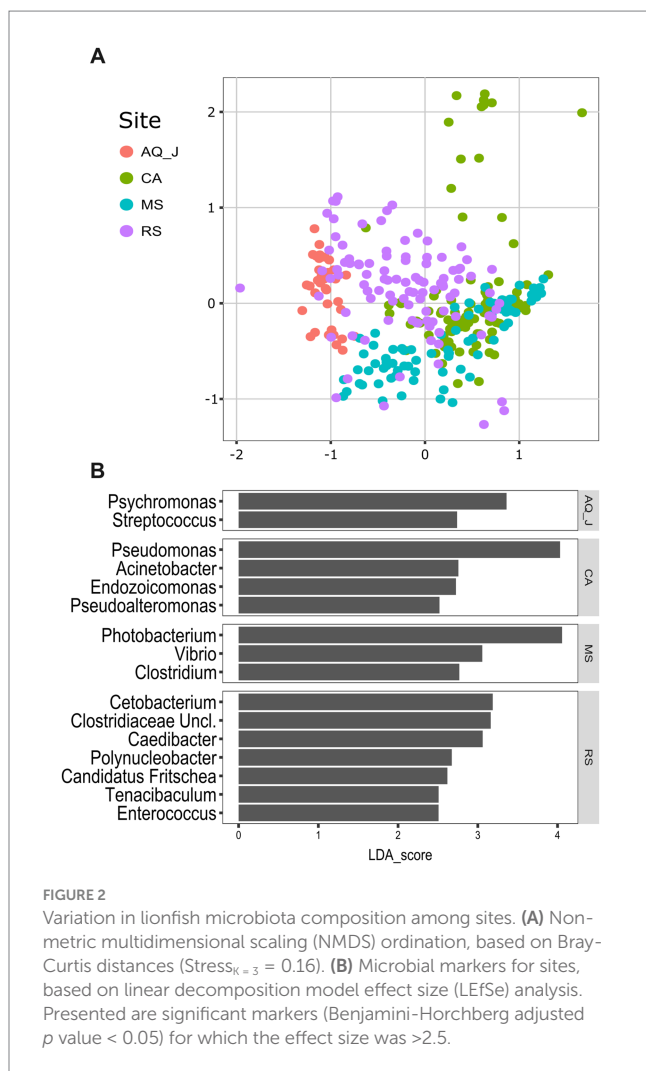 A
Site
AQ_J
CA
MS
RS
2
1
0
-1
-2 -1 0 1
B
Psychromonas
Streptococcus
AQ_J
Pseudomonas
Acinetobacter
Endozoicomonas
Pseudoalteromonas
CA
Photobacterium
Vibrio
Clostridium
MS
Cetobacterium
Clostridiaceae Uncl.
Caedibacter
Polynucleobacter
Candidatus Fritschea
Tenacibaculum
Enterococcus
RS
0 1 2 3 4
LDA_score
FIGURE 2
Variation in lionfish microbiota composition among sites. (A) Non-
metric multidimensional scaling (NMDS) ordination, based on Bray-
Curtis distances (Stress K = 3 = 0.16). (B) Microbial markers for sites,
based on linear decomposition model effect size (LEfSe) analysis.
Presented are significant markers (Benjamini-Horchberg adjusted
p value < 0.05) for which the effect size was >2.5.